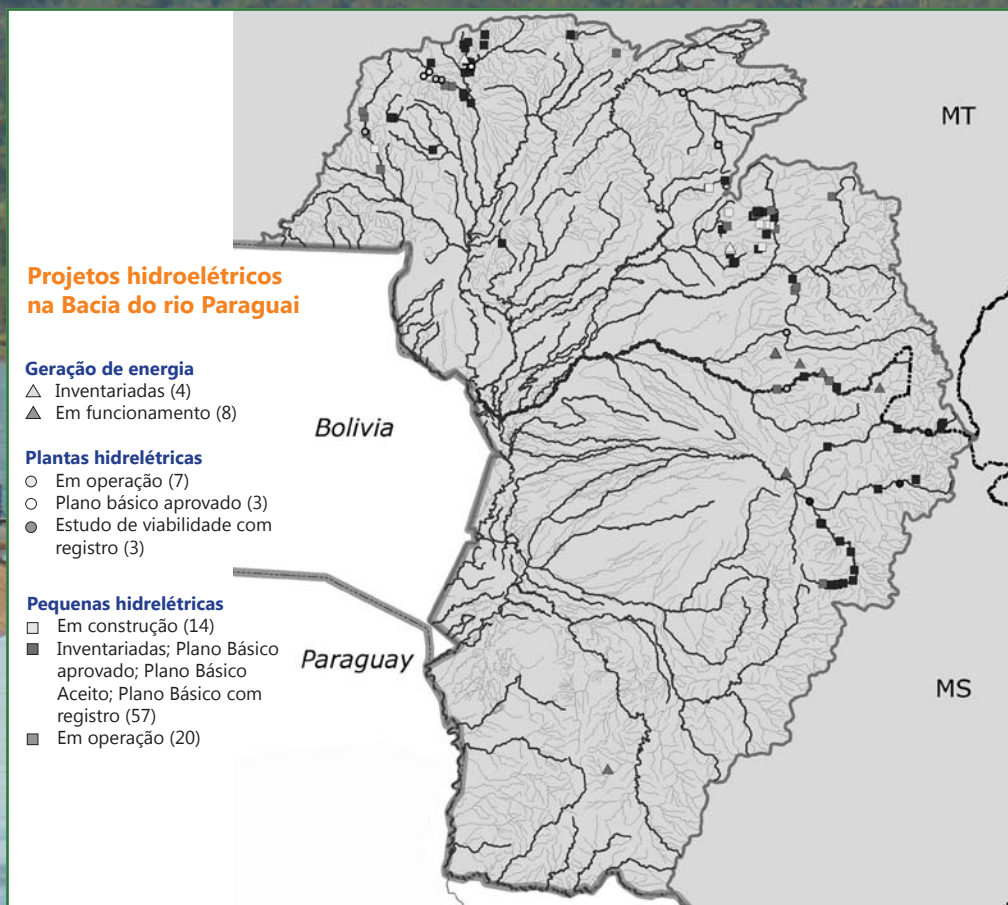 Projetos hidroelétricos
na Bacia do rio Paraguai
Geração de energia
Inventariadas (4)
Em funcionamento (8)
Plantas hidrelétricas
Em operação (7)
Plano básico aprovado (3)
Estudo de viabilidade com
registro (3)
Pequenas hidrelétricas
Em construção (14)
Inventariadas; Plano Básico
aprovado; Plano Básico
Aceito; Plano Básico com
registro (57)
Em operação (20)
MT
Bolivia
Paraguay
MS